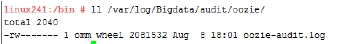 linux241:/bin # ll /var/log/Bigdata/audit/oozie/
total 2040
-rw------- 1 omm wheel 2081532 Aug  8 18:01 oozie-audit.log